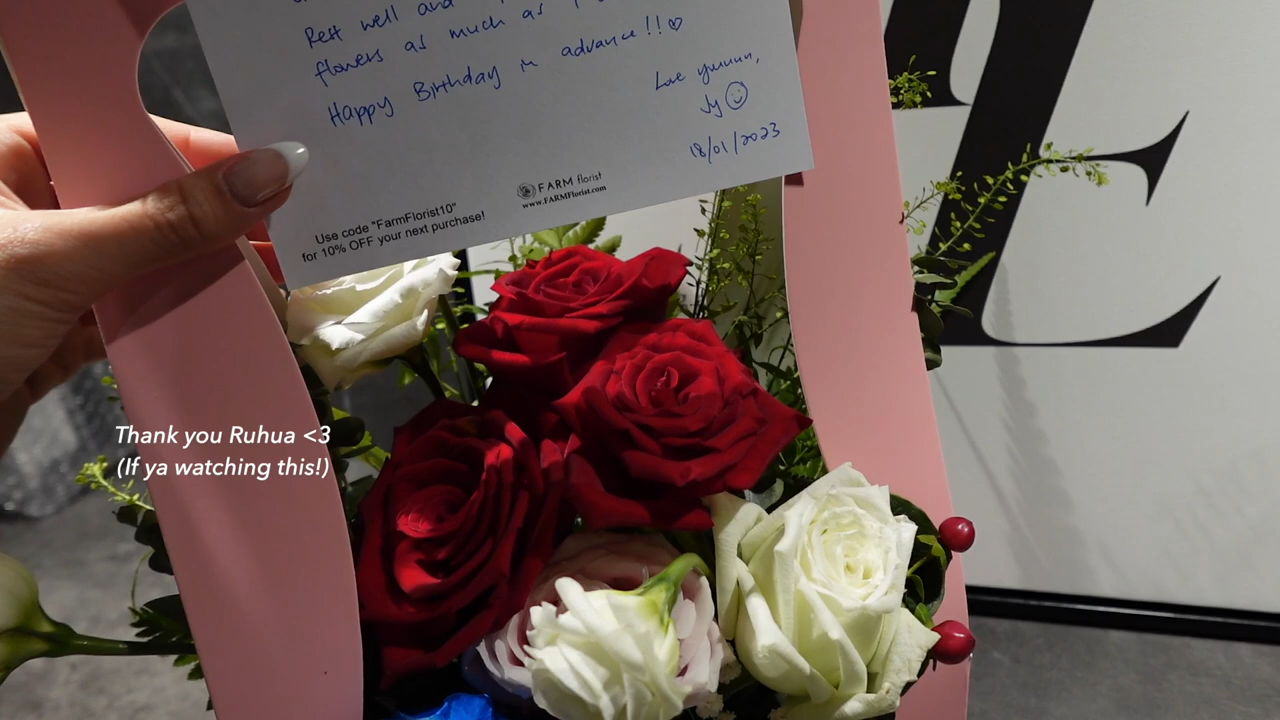 Rest well and
flowers as much as I
Happy Birthday in advance!!♡
Love yuuuun,
Jy☺
18/01/2023
FARM florist
www.FARMFlorist.com
Use code "FarmFlorist10"
for 10% OFF your next purchase!
E
Thank you Ruhua <3
(If ya watching this!)